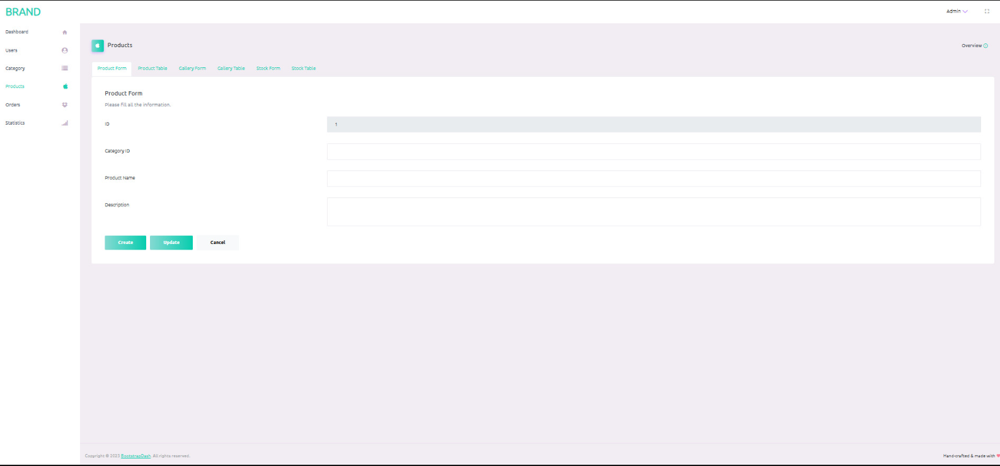 BRAND
Admin
Dashboard
Users
Category
Products
Orders
Statistics
Products
Overview
Product Form Product Table Gallery Form Gallery Table Stock Form Stock Table
Product Form
Please fill all the information.
ID 1
Category ID
Product Name
Description
Create Update Cancel
Copyright © 2023 BootstrapDash. All rights reserved.
Hand-crafted & made with